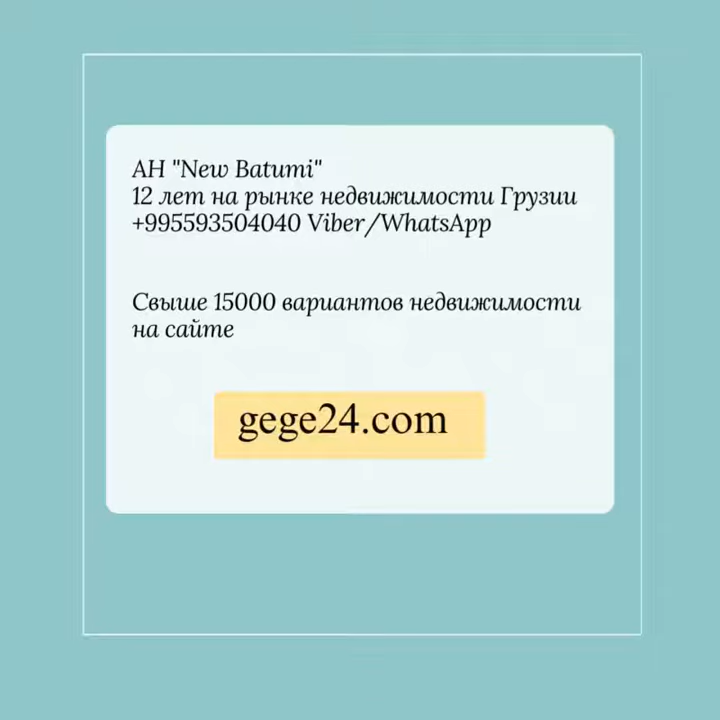 АН "New Batumi"
12 лет на рынке недвижимости Грузии
+995593504040 Viber/WhatsApp
Свыше 15000 вариантов недвижимости
на сайте
gege24.com